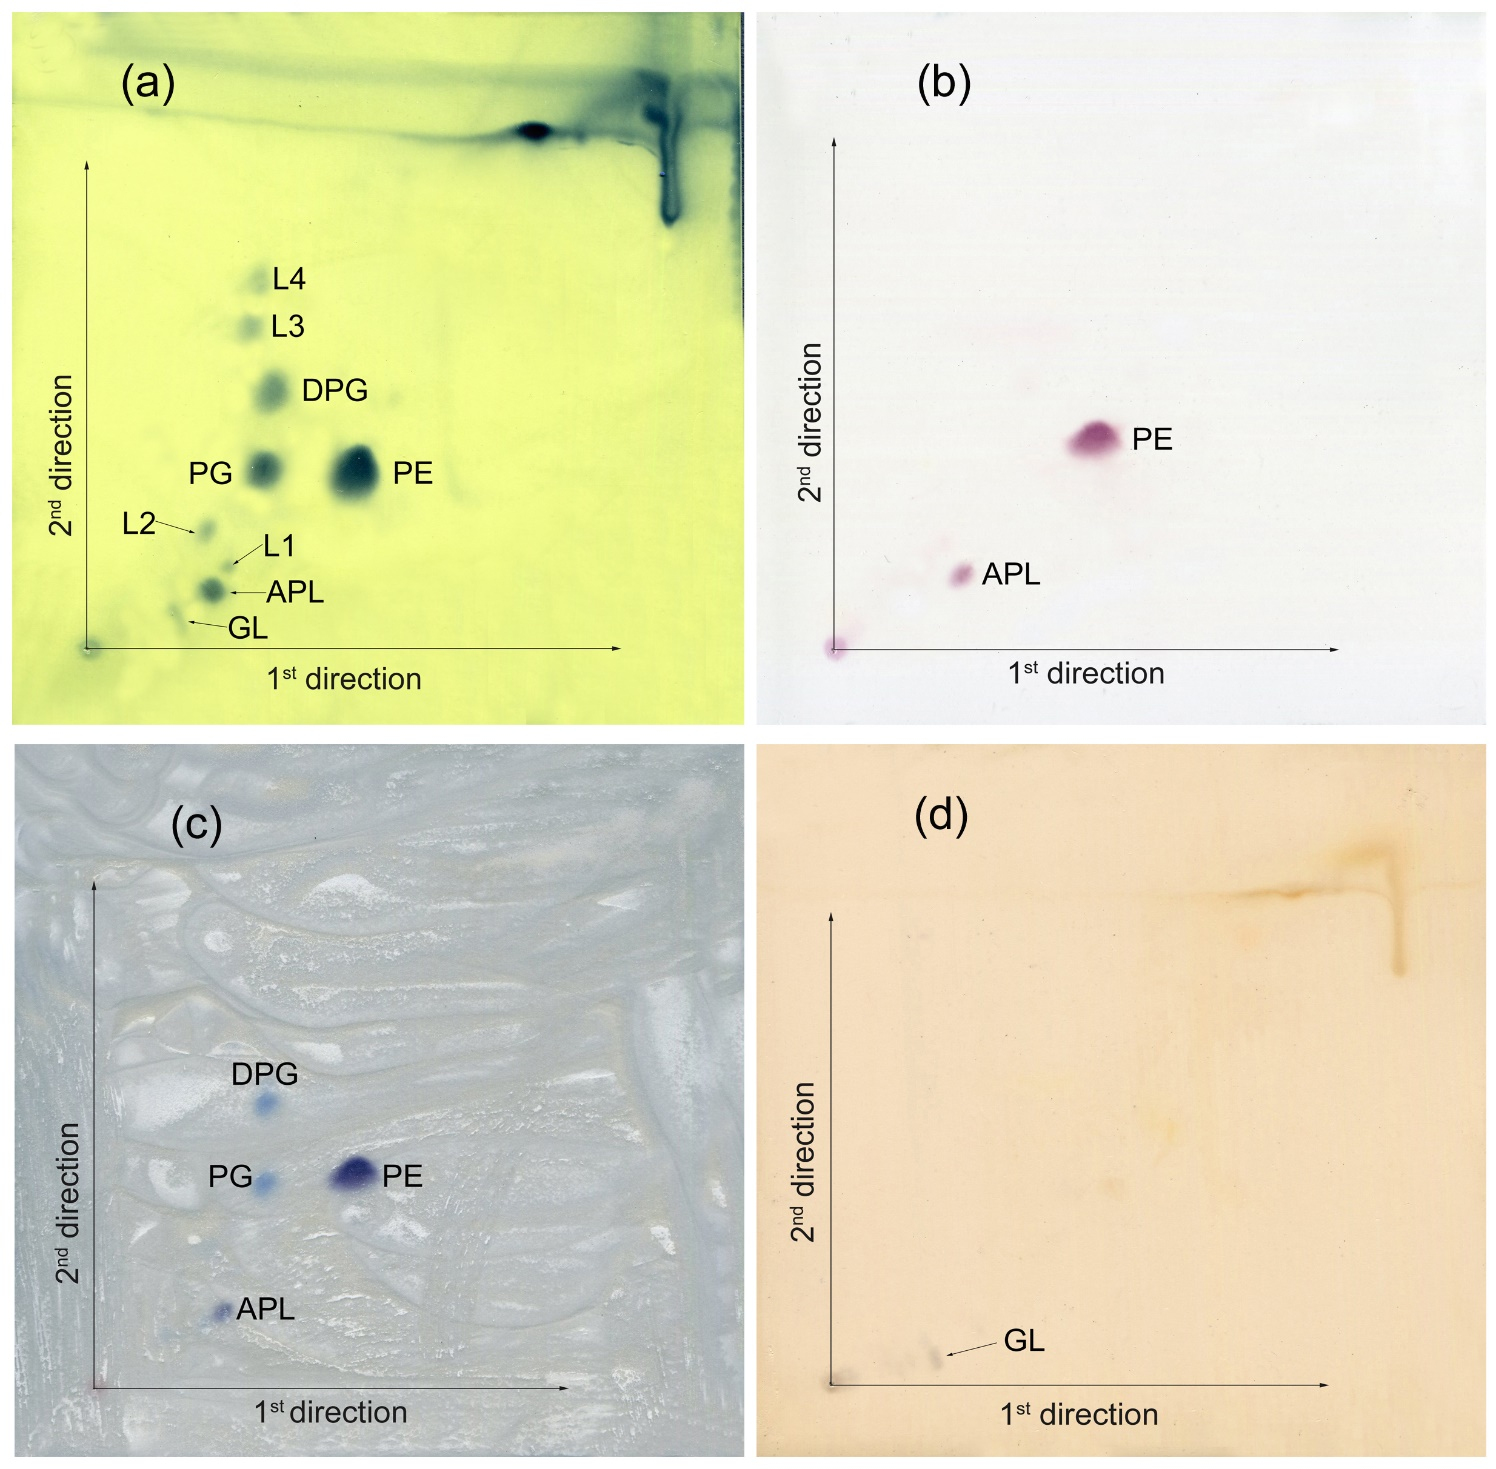 (a)
L4
L3
DPG
PG
PE
L2
L1
APL
GL
2nd direction
1st direction
(b)
PE
APL
2nd direction
1st direction
(c)
DPG
PG
PE
APL
2nd direction
1st direction
(d)
GL
2nd direction
1st direction